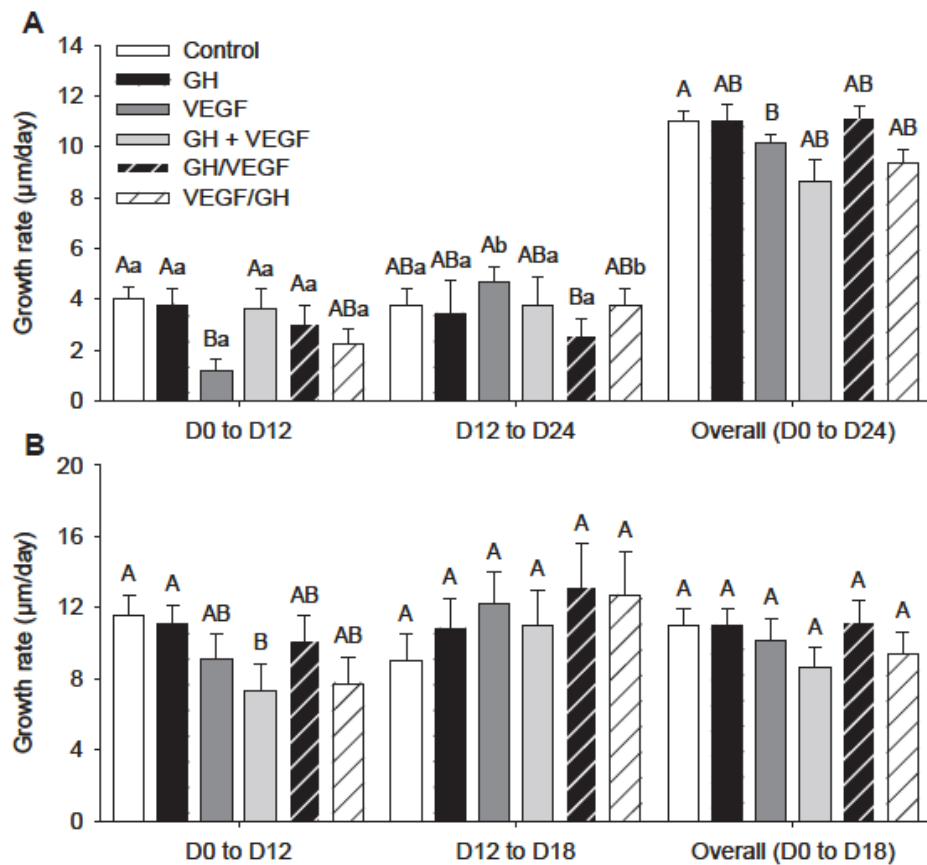 A
Growth rate (µm/day)
14
12
10
8
6
4
2
0
Control
GH
VEGF
GH + VEGF
GH/VEGF
VEGF/GH
Aa Aa Ba Aa Aa ABa
ABa ABa Ab ABa Ba ABb
A AB B AB AB AB
D0 to D12 D12 to D24 Overall (D0 to D24)
B
Growth rate (µm/day)
20
16
12
8
4
0
A A AB B AB AB
A A A A A A
A A A A A A
D0 to D12 D12 to D18 Overall (D0 to D18)